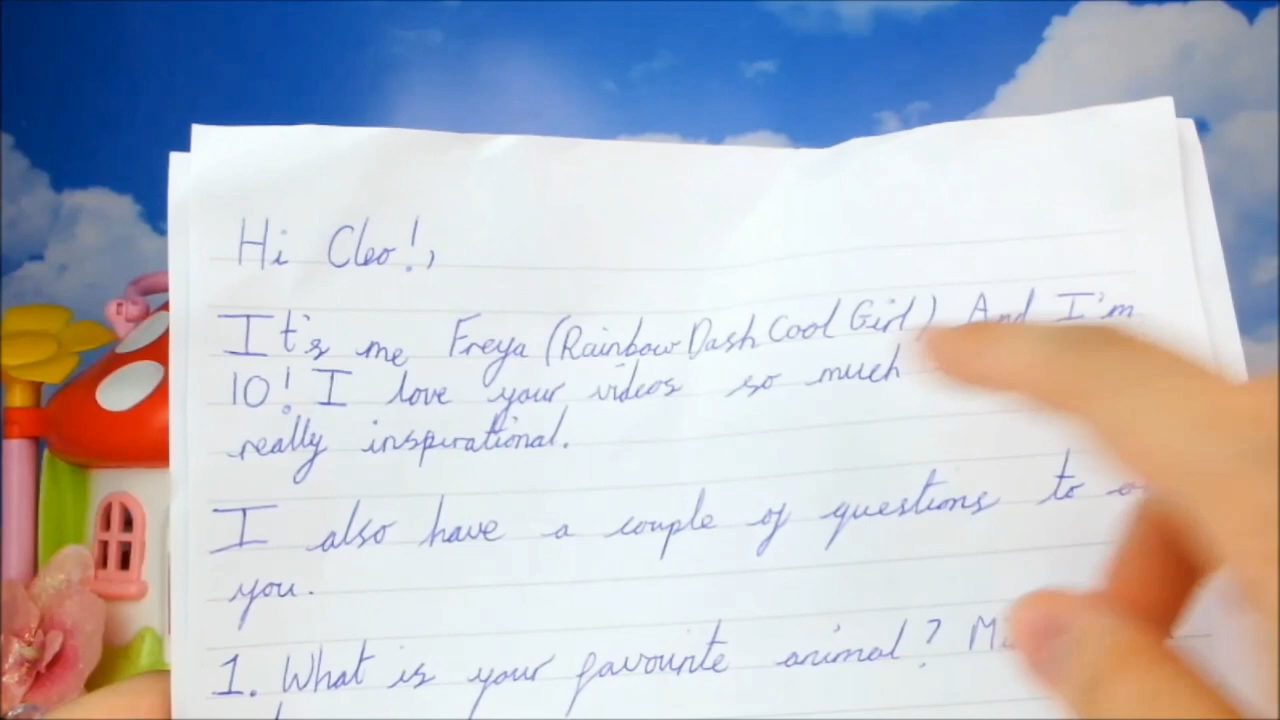 Hi Cleo!,
It's me Freya (Rainbow Dash Cool Girl) And I'm
10! I love your videos so much
really inspirational.
I also have a couple of questions to
you.
1. What is your favourite animal?